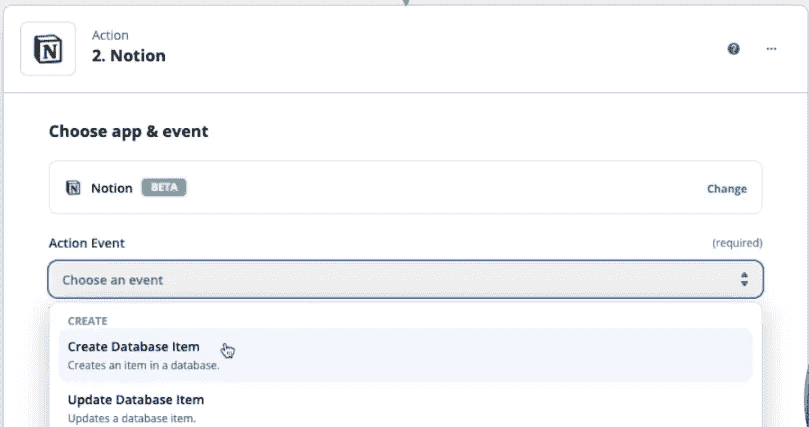 Action
2. Notion
Choose app & event
Notion BETA Change
Action Event (required)
Choose an event
CREATE
Create Database Item
Creates an item in a database.
Update Database Item
Updates a database item.